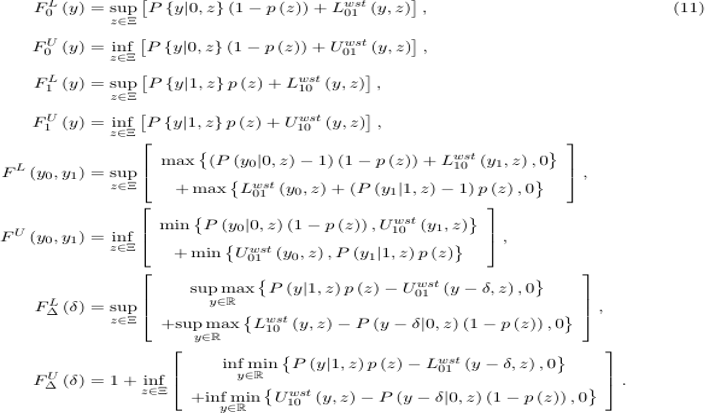 F_0^L (y) = sup_{z∈Ξ} [P {y|0, z} (1 − p (z)) + L_{01}^{wst} (y, z)] , (11)
F_0^U (y) = inf_{z∈Ξ} [P {y|0, z} (1 − p (z)) + U_{01}^{wst} (y, z)] ,
F_1^L (y) = sup_{z∈Ξ} [P {y|1, z} p (z) + L_{10}^{wst} (y, z)] ,
F_1^U (y) = inf_{z∈Ξ} [P {y|1, z} p (z) + U_{10}^{wst} (y, z)] ,
F^L (y_0, y_1) = sup_{z∈Ξ} [ max {(P (y_0|0, z) − 1) (1 − p (z)) + L_{10}^{wst} (y_1, z) , 0}
+ max {L_{01}^{wst} (y_0, z) + (P (y_1|1, z) − 1) p (z) , 0} ] ,
F^U (y_0, y_1) = inf_{z∈Ξ} [ min {P (y_0|0, z) (1 − p (z)) , U_{10}^{wst} (y_1, z)}
+ min {U_{01}^{wst} (y_0, z) , P (y_1|1, z) p (z)} ] ,
F_Δ^L (δ) = sup_{z∈Ξ} [ sup_{y∈ℝ} max {P (y|1, z) p (z) − U_{01}^{wst} (y − δ, z) , 0}
+ sup_{y∈ℝ} max {L_{10}^{wst} (y, z) − P (y − δ|0, z) (1 − p (z)) , 0} ] ,
F_Δ^U (δ) = 1 + inf_{z∈Ξ} [ inf_{y∈ℝ} min {P (y|1, z) p (z) − L_{01}^{wst} (y − δ, z) , 0}
+ inf_{y∈ℝ} min {U_{10}^{wst} (y, z) − P (y − δ|0, z) (1 − p (z)) , 0} ] .